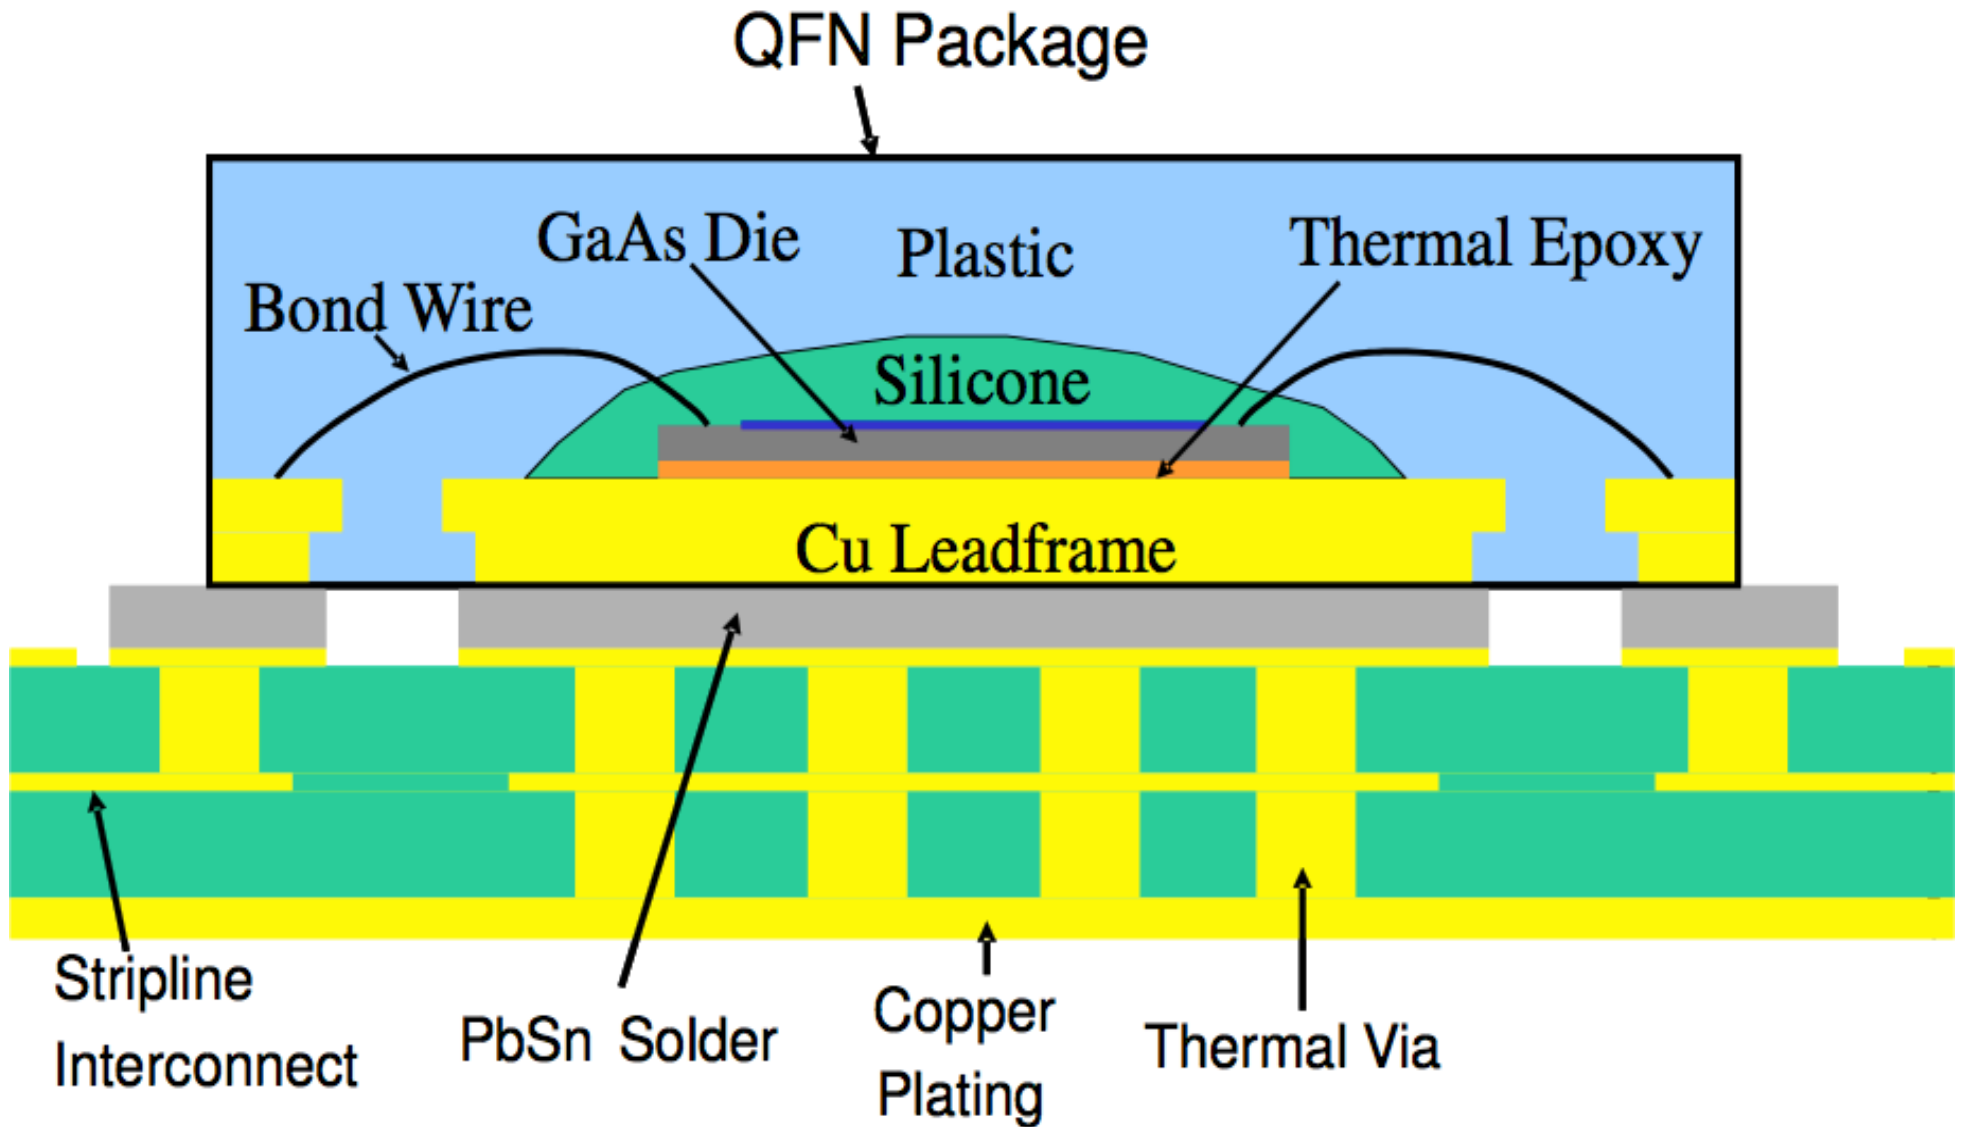 QFN Package
GaAs Die
Plastic
Thermal Epoxy
Bond Wire
Silicone
Cu Leadframe
Stripline
Interconnect
PbSn Solder
Copper
Plating
Thermal Via